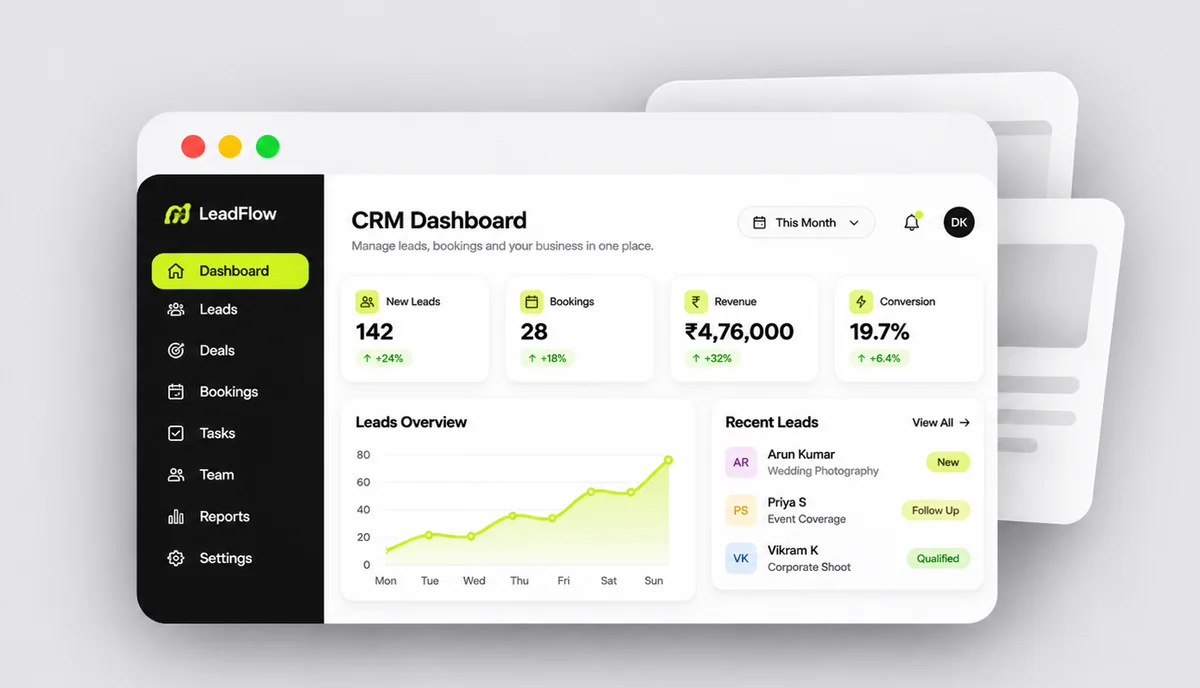 LeadFlow
Dashboard
Leads
Deals
Bookings
Tasks
Team
Reports
Settings
CRM Dashboard
Manage leads, bookings and your business in one place.
This Month
DK
New Leads
142
↑ +24%
Bookings
28
↑ +18%
₹ Revenue
₹4,76,000
↑ +32%
Conversion
19.7%
↑ +6.4%
Leads Overview
80
60
40
20
0
Mon Tue Wed Thu Fri Sat Sun
Recent Leads
View All →
AR
Arun Kumar
Wedding Photography
New
PS
Priya S
Event Coverage
Follow Up
VK
Vikram K
Corporate Shoot
Qualified